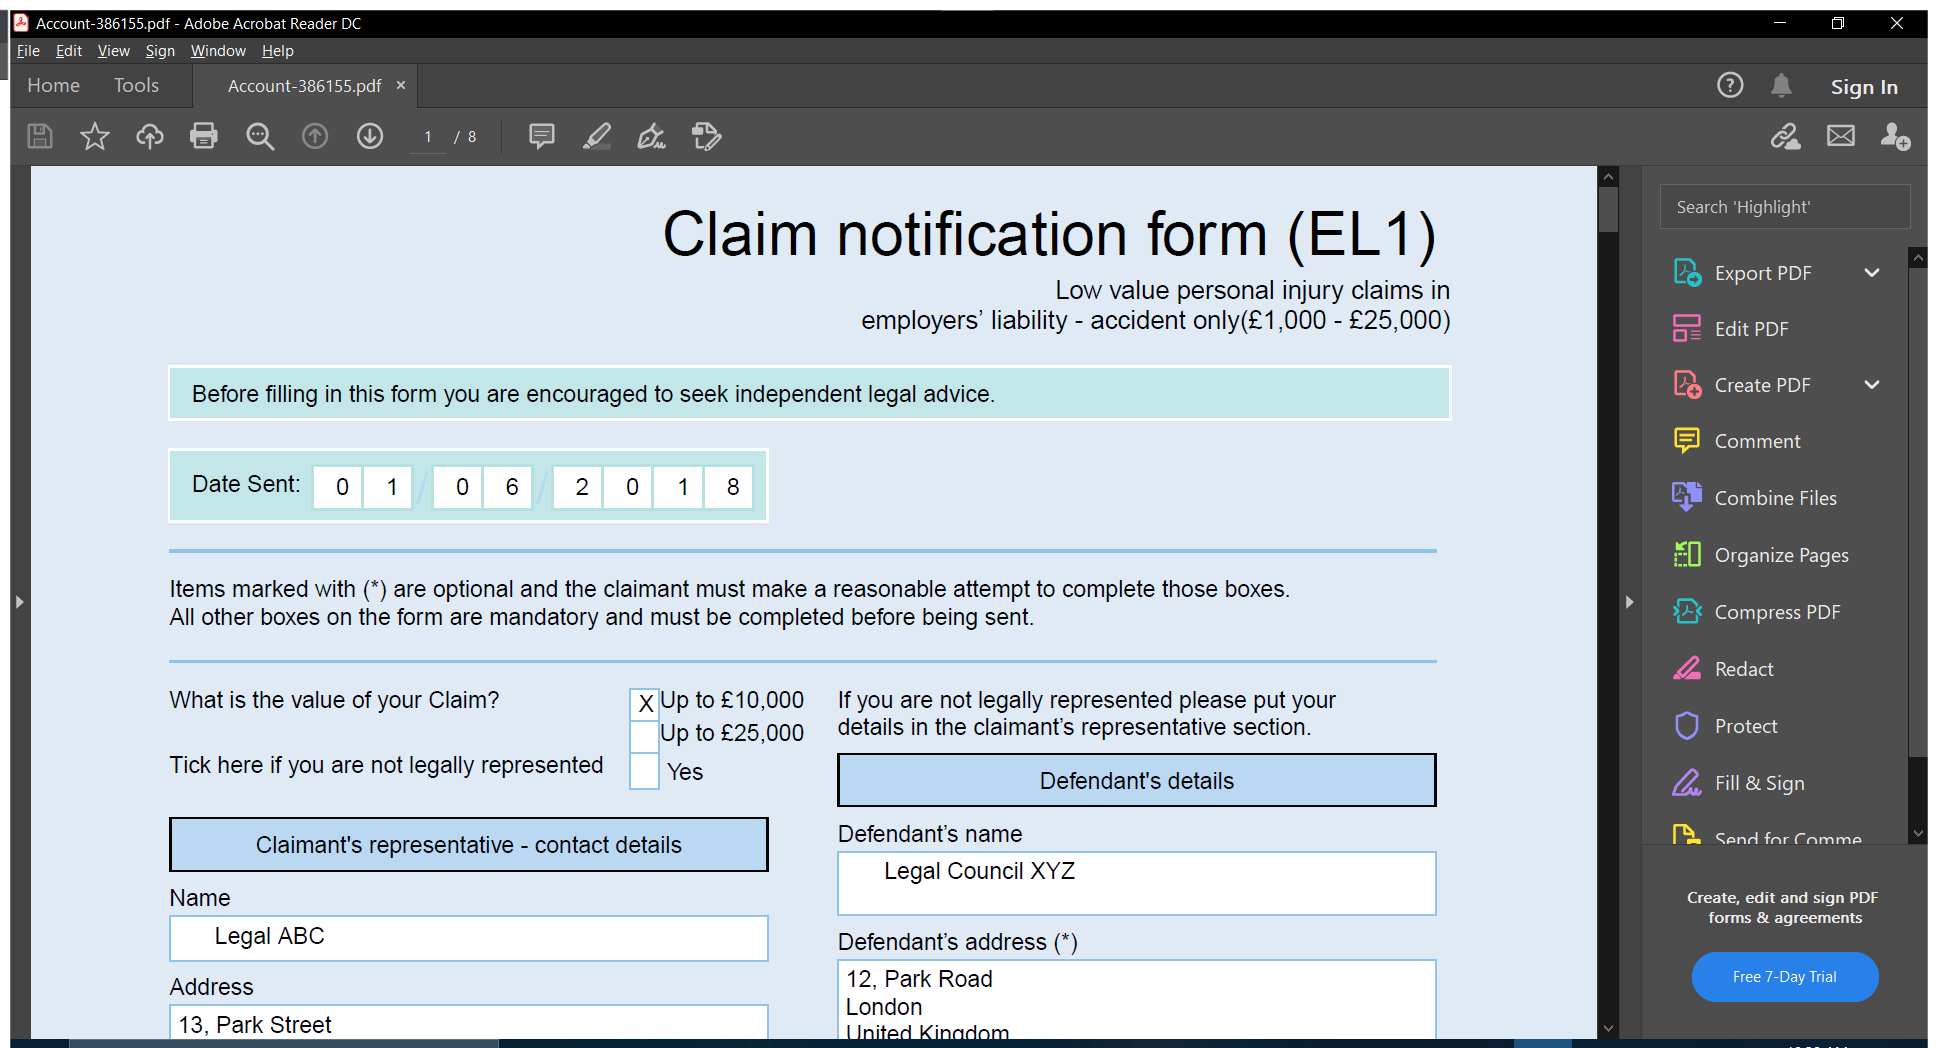 Account-386155.pdf - Adobe Acrobat Reader DC
File Edit View Sign Window Help
Home Tools Account-386155.pdf × Sign In
1 / 8
Claim notification form (EL1)
Low value personal injury claims in
employers' liability - accident only(£1,000 - £25,000)
Before filling in this form you are encouraged to seek independent legal advice.
Date Sent: 0 1 / 0 6 / 2 0 1 8
Items marked with (*) are optional and the claimant must make a reasonable attempt to complete those boxes.
All other boxes on the form are mandatory and must be completed before being sent.
What is the value of your Claim?
X Up to £10,000
Up to £25,000
Tick here if you are not legally represented
Yes
Claimant's representative - contact details
Name
Legal ABC
Address
13, Park Street
If you are not legally represented please put your
details in the claimant's representative section.
Defendant's details
Defendant's name
Legal Council XYZ
Defendant's address (*)
12, Park Road
London
United Kingdom
Search 'Highlight'
Export PDF
Edit PDF
Create PDF
Comment
Combine Files
Organize Pages
Compress PDF
Redact
Protect
Fill & Sign
Send for Comme
Create, edit and sign PDF
forms & agreements
Free 7-Day Trial